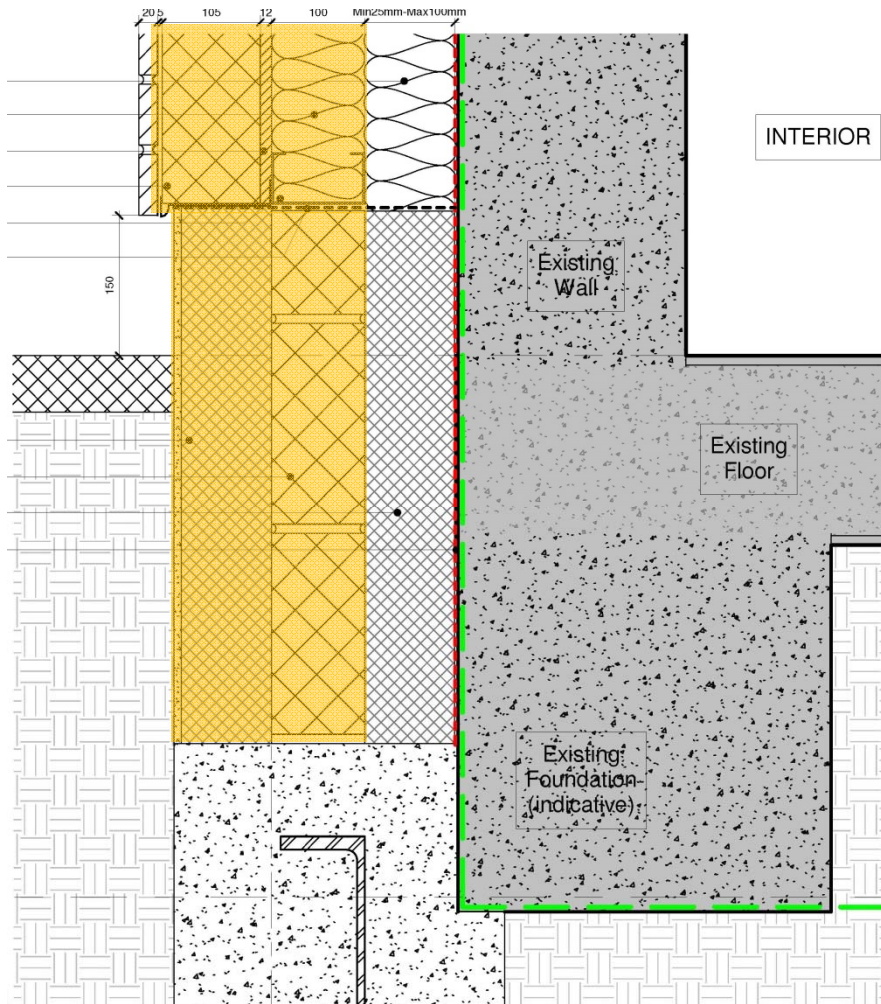 20 5 105 12 100 Min25mm-Max100mm
INTERIOR
Existing
Wall
150
Existing
Floor
Existing
Foundation
(indicative)